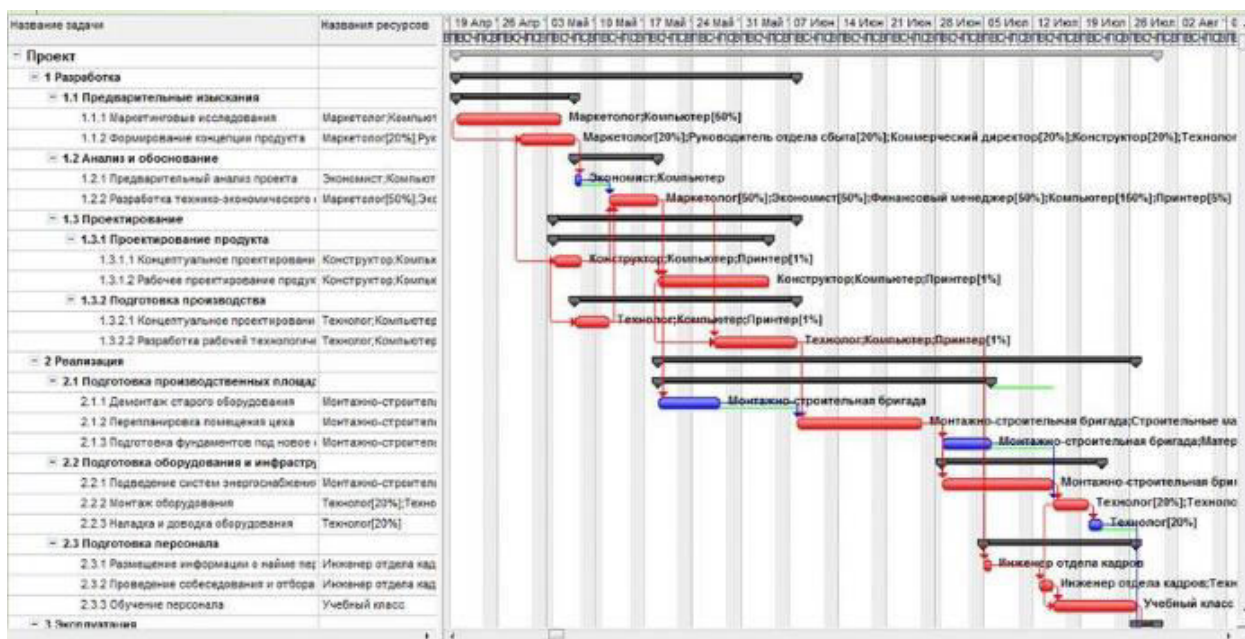 Название задачи Названия ресурсов 19 Апр 26 Апр 03 Май 10 Май 17 Май 24 Май 31 Май 07 Июн 14 Июн 21 Июн 28 Июн 05 Июл 12 Июл 19 Июл 26 Июл 02 Авг
Проект
1 Разработка
1.1 Предварительные изыскания
1.1.1 Маркетинговые исследования Маркетолог;Компьют Маркетолог;Компьютер[50%]
1.1.2 Формирование концепции продукта Маркетолог[20%];Рук Маркетолог[20%];Руководитель отдела сбыта[20%];Коммерческий директор[20%];Конструктор[20%];Технолог
1.2 Анализ и обоснование
1.2.1 Предварительный анализ проекта Экономист;Компьют Экономист;Компьютер
1.2.2 Разработка технико-экономического Маркетолог[50%];Экс Маркетолог[50%];Экономист[50%];Финансовый менеджер[50%];Компьютер[150%];Принтер[5%]
1.3 Проектирование
1.3.1 Проектирование продукта
1.3.1.1 Концептуальное проектировани Конструктор;Компью Конструктор;Компьютер;Принтер[1%]
1.3.1.2 Рабочее проектирование продук Конструктор;Компью Конструктор;Компьютер;Принтер[1%]
1.3.2 Подготовка производства
1.3.2.1 Концептуальное проектировани Технолог;Компьютер Технолог;Компьютер;Принтер[1%]
1.3.2.2 Разработка рабочей технологиче Технолог;Компьютер Технолог;Компьютер;Принтер[1%]
2 Реализация
2.1 Подготовка производственных площад
2.1.1 Демонтаж старого оборудования Монтажно-строитель Монтажно-строительная бригада
2.1.2 Перепланировка помещения цеха Монтажно-строитель Монтажно-строительная бригада;Строительные ма
2.1.3 Подготовка фундаментов под новое Монтажно-строитель Монтажно-строительная бригада;Матер
2.2 Подготовка оборудования и инфрастру
2.2.1 Подведение систем энергоснабжения Монтажно-строитель Монтажно-строительная бриг
2.2.2 Монтаж оборудования Технолог[20%];Техно Технолог[20%];Техноло
2.2.3 Наладка и доводка оборудования Технолог[20%] Технолог[20%]
2.3 Подготовка персонала
2.3.1 Размещение информации о найме пер Инженер отдела кад Инженер отдела кадров
2.3.2 Проведение собеседования и отбора Инженер отдела кад Инженер отдела кадров;Техн
2.3.3 Обучение персонала Учебный класс Учебный класс
3 Эксплуатация